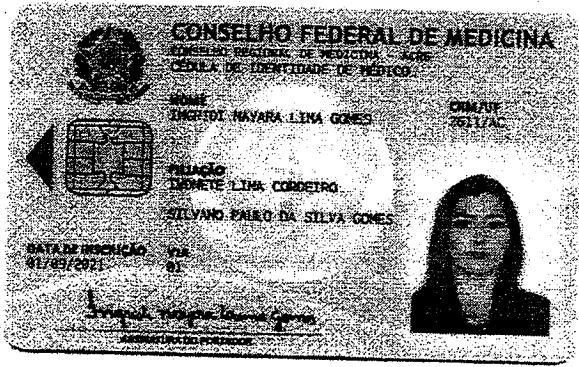 CONSELHO FEDERAL DE MEDICINA
CONSELHO REGIONAL DE MEDICINA - ACRE
CÉDULA DE IDENTIDADE DE MÉDICO
NOME
INGRIDI NAYARA LIMA GOMES
CRM/UF
2611/AC
FILIAÇÃO
IVONETE LIMA CORDEIRO
SILVANO PAULO DA SILVA GOMES
DATA DE INSCRIÇÃO
VIA
01/03/2021
01
ASSINATURA DO PORTADOR